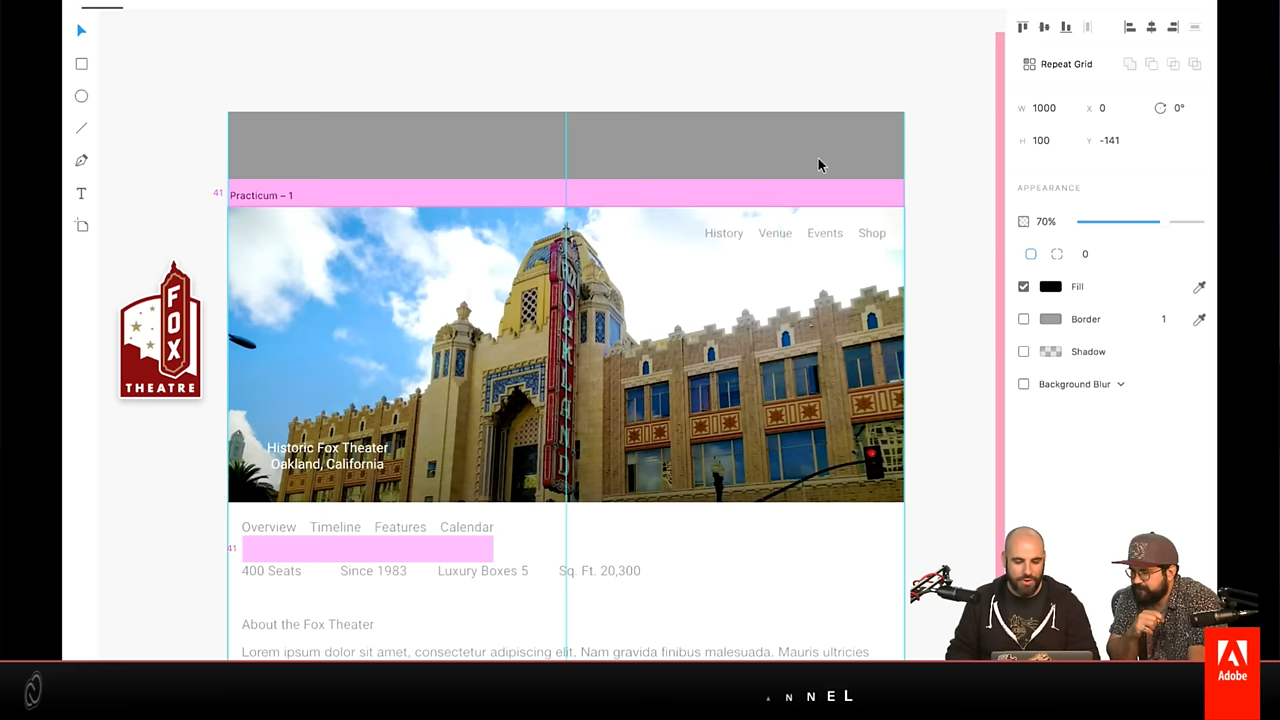 Repeat Grid
W 1000 X 0 0°
H 100 Y -141
APPEARANCE
70%
0
Fill
Border 1
Shadow
Background Blur
T
41
Practicum – 1
History Venue Events Shop
FOX
THEATRE
OAKLAND
Historic Fox Theater
Oakland, California
Overview Timeline Features Calendar
41
400 Seats Since 1983 Luxury Boxes 5 Sq. Ft. 20,300
About the Fox Theater
Lorem ipsum dolor sit amet, consectetur adipiscing elit. Nam gravida finibus malesuada. Mauris ultricies
A N N E L
Adobe